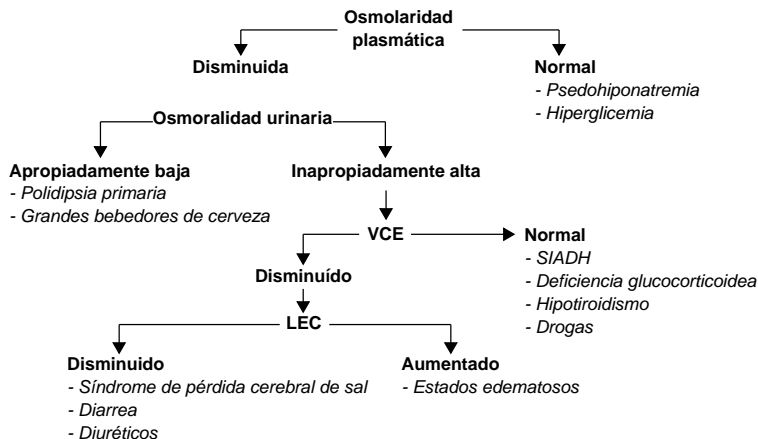 Osmolaridad
plasmática
Disminuida
Normal
- Psedohiponatremia
- Hiperglicemia
Osmoralidad urinaria
Apropiadamente baja
- Polidipsia primaria
- Grandes bebedores de cerveza
Inapropiadamente alta
VCE
Normal
- SIADH
- Deficiencia glucocorticoidea
- Hipotiroidismo
- Drogas
Disminuído
LEC
Disminuido
- Síndrome de pérdida cerebral de sal
- Diarrea
- Diuréticos
Aumentado
- Estados edematosos